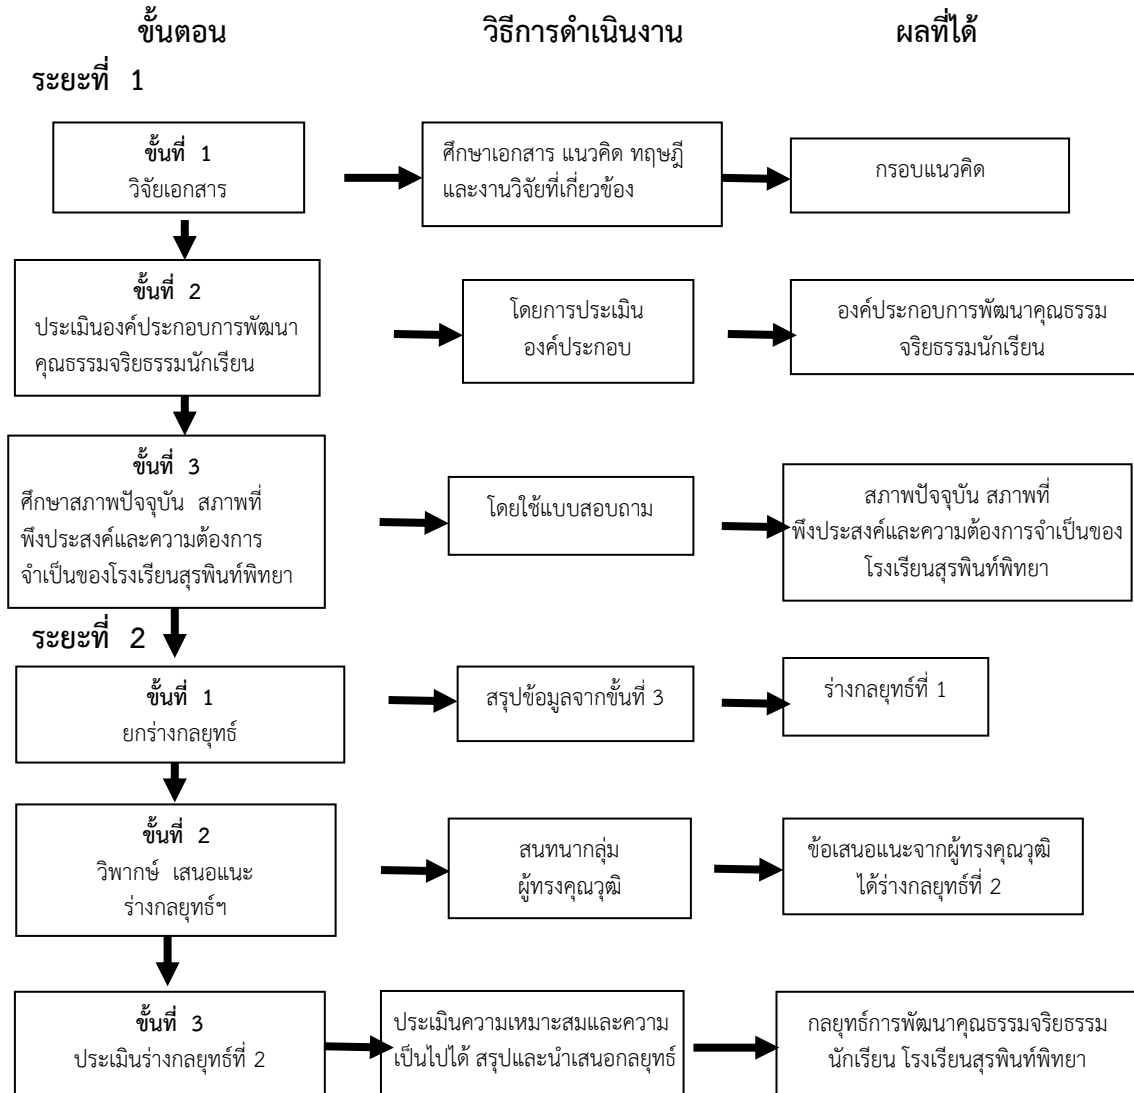 ขั้นตอน วิธีการดำเนินงาน ผลที่ได้
ระยะที่ 1
ขั้นที่ 1
วิจัยเอกสาร
ศึกษาเอกสาร แนวคิด ทฤษฎี
และงานวิจัยที่เกี่ยวข้อง
กรอบแนวคิด
ขั้นที่ 2
ประเมินองค์ประกอบการพัฒนา
คุณธรรมจริยธรรมนักเรียน
โดยการประเมิน
องค์ประกอบ
องค์ประกอบการพัฒนาคุณธรรม
จริยธรรมนักเรียน
ขั้นที่ 3
ศึกษาสภาพปัจจุบัน สภาพที่
พึงประสงค์และความต้องการ
จำเป็นของโรงเรียนสุรพินท์พิทยา
โดยใช้แบบสอบถาม
สภาพปัจจุบัน สภาพที่
พึงประสงค์และความต้องการจำเป็นของ
โรงเรียนสุรพินท์พิทยา
ระยะที่ 2
ขั้นที่ 1
ยกร่างกลยุทธ์
สรุปข้อมูลจากขั้นที่ 3
ร่างกลยุทธ์ที่ 1
ขั้นที่ 2
วิพากษ์ เสนอแนะ
ร่างกลยุทธ์ฯ
สนทนากลุ่ม
ผู้ทรงคุณวุฒิ
ข้อเสนอแนะจากผู้ทรงคุณวุฒิ
ได้ร่างกลยุทธ์ที่ 2
ขั้นที่ 3
ประเมินร่างกลยุทธ์ที่ 2
ประเมินความเหมาะสมและความ
เป็นไปได้ สรุปและนำเสนอกลยุทธ์
กลยุทธ์การพัฒนาคุณธรรมจริยธรรม
นักเรียน โรงเรียนสุรพินท์พิทยา